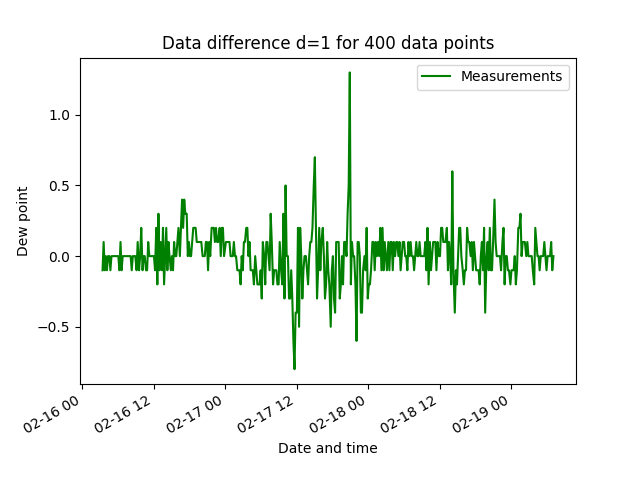 Data difference d=1 for 400 data points
Measurements
Dew point
1.0
0.5
0.0
−0.5
02-16 00
02-16 12
02-17 00
02-17 12
02-18 00
02-18 12
02-19 00
Date and time